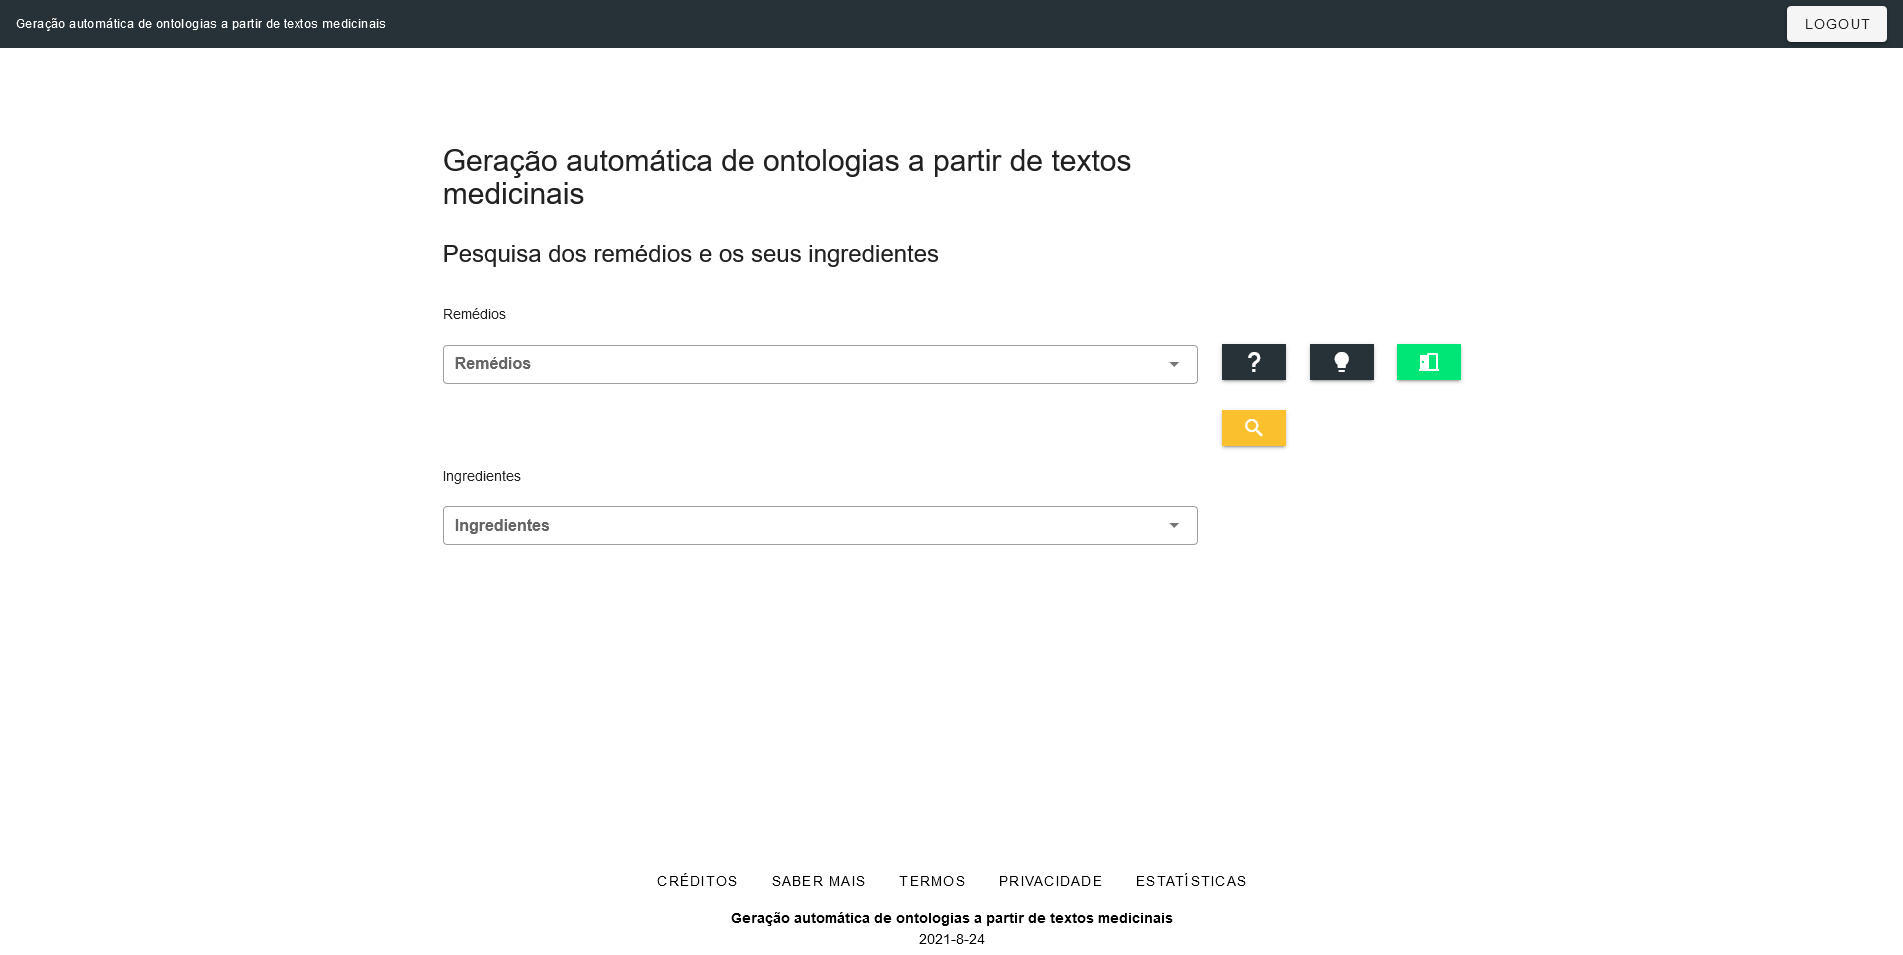 Geração automática de ontologias a partir de textos medicinais
LOGOUT
Geração automática de ontologias a partir de textos
medicinais
Pesquisa dos remédios e os seus ingredientes
Remédios
Remédios
?
Ingredientes
Ingredientes
CRÉDITOS SABER MAIS TERMOS PRIVACIDADE ESTATÍSTICAS
Geração automática de ontologias a partir de textos medicinais
2021-8-24